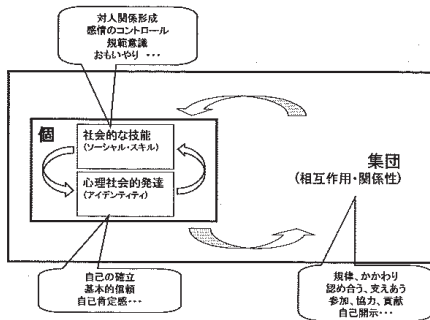 対人関係形成
感情のコントロール
規範意識
おもいやり ・・・
個
社会的な技能
(ソーシャル・スキル)
心理社会的発達
(アイデンティティ)
集団
(相互作用・関係性)
自己の確立
基本的信頼
自己肯定感・・・
規律、かかわり
認め合う、支えあう
参加、協力、貢献
自己開示・・・